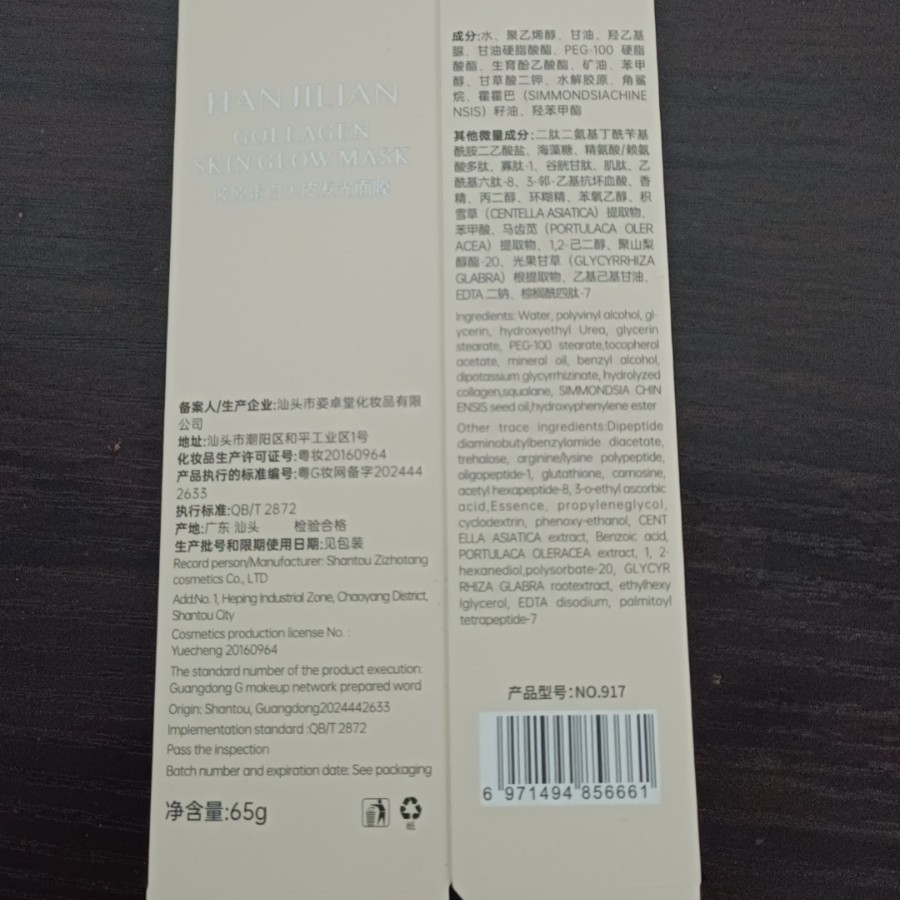 HANJILIAN
COLLAGEN
SKIN GLOW MASK
面膜
备案人/生产企业:汕头市姿卓堂化妆品有限
公司
地址:汕头市潮阳区和平工业区1号
化妆品生产许可证号:粤妆20160964
产品执行的标准编号:粤G妆网备字202444
2633
执行标准:QB/T 2872
产地:广东 汕头 检验合格
生产批号和限期使用日期:见包装
Record person/Manufacturer: Shantou Zizhotang
cosmetics Co., LTD
Add:No. 1, Heping Industrial Zone, Chaoyang District,
Shantou City
Cosmetics production license No. :
Yuecheng 20160964
The standard number of the product execution:
Guangdong G makeup network prepared word
Origin: Shantou, Guangdong2024442633
Implementation standard :QB/T 2872
Pass the inspection
Batch number and expiration date: See packaging
净含量:65g
纸
成分:水、聚乙烯醇、甘油、羟乙基
脲、甘油硬脂酸酯、PEG-100 硬脂
酸酯、生育酚乙酸酯、矿油、苯甲
醇、甘草酸二钾、水解胶原、角鲨
烷、霍霍巴（SIMMONDSIACHINE
NSIS）籽油、羟苯甲酯
其他微量成分:二肽二氨基丁酰苄基
酰胺二乙酸盐、海藻糖、精氨酸/赖氨
酸多肽、寡肽-1、谷胱甘肽、肌肽、乙
酰基六肽-8、3-邻-乙基抗坏血酸、香
精、丙二醇、环糊精、苯氧乙醇、积
雪草（CENTELLA ASIATICA）提取物、
苯甲酸、马齿苋（PORTULACA OLER
ACEA）提取物、1,2-己二醇、聚山梨
醇酯-20、光果甘草（GLYCYRRHIZA
GLABRA）根提取物、乙基己基甘油、
EDTA 二钠、棕榈酰四肽-7
Ingredients: Water, polyvinyl alcohol, gl-
ycerin, hydroxyethyl Urea, glycerin
stearate, PEG-100 stearate,tocopherol
acetate, mineral oil, benzyl alcohol,
dipotassium glycyrrhizinate, hydrolyzed
collagen,squalane, SIMMONDSIA CHIN
ENSIS seed oil,hydroxyphenylene ester
Other trace ingredients:Dipeptide
diaminobutylbenzylamide diacetate,
trehalose, arginine/lysine polypeptide,
oligopeptide-1, glutathione, carnosine,
acetyl hexapeptide-8, 3-o-ethyl ascorbic
acid,Essence, propyleneglycol,
cyclodextrin, phenoxy-ethanol, CENT
ELLA ASIATICA extract, Benzoic acid,
PORTULACA OLERACEA extract, 1, 2-
hexanediol,polysorbate-20, GLYCYR
RHIZA GLABRA rootextract, ethylhexy
lglycerol, EDTA disodium, palmitoyl
tetrapeptide-7
产品型号:NO.917
6 971494 856661